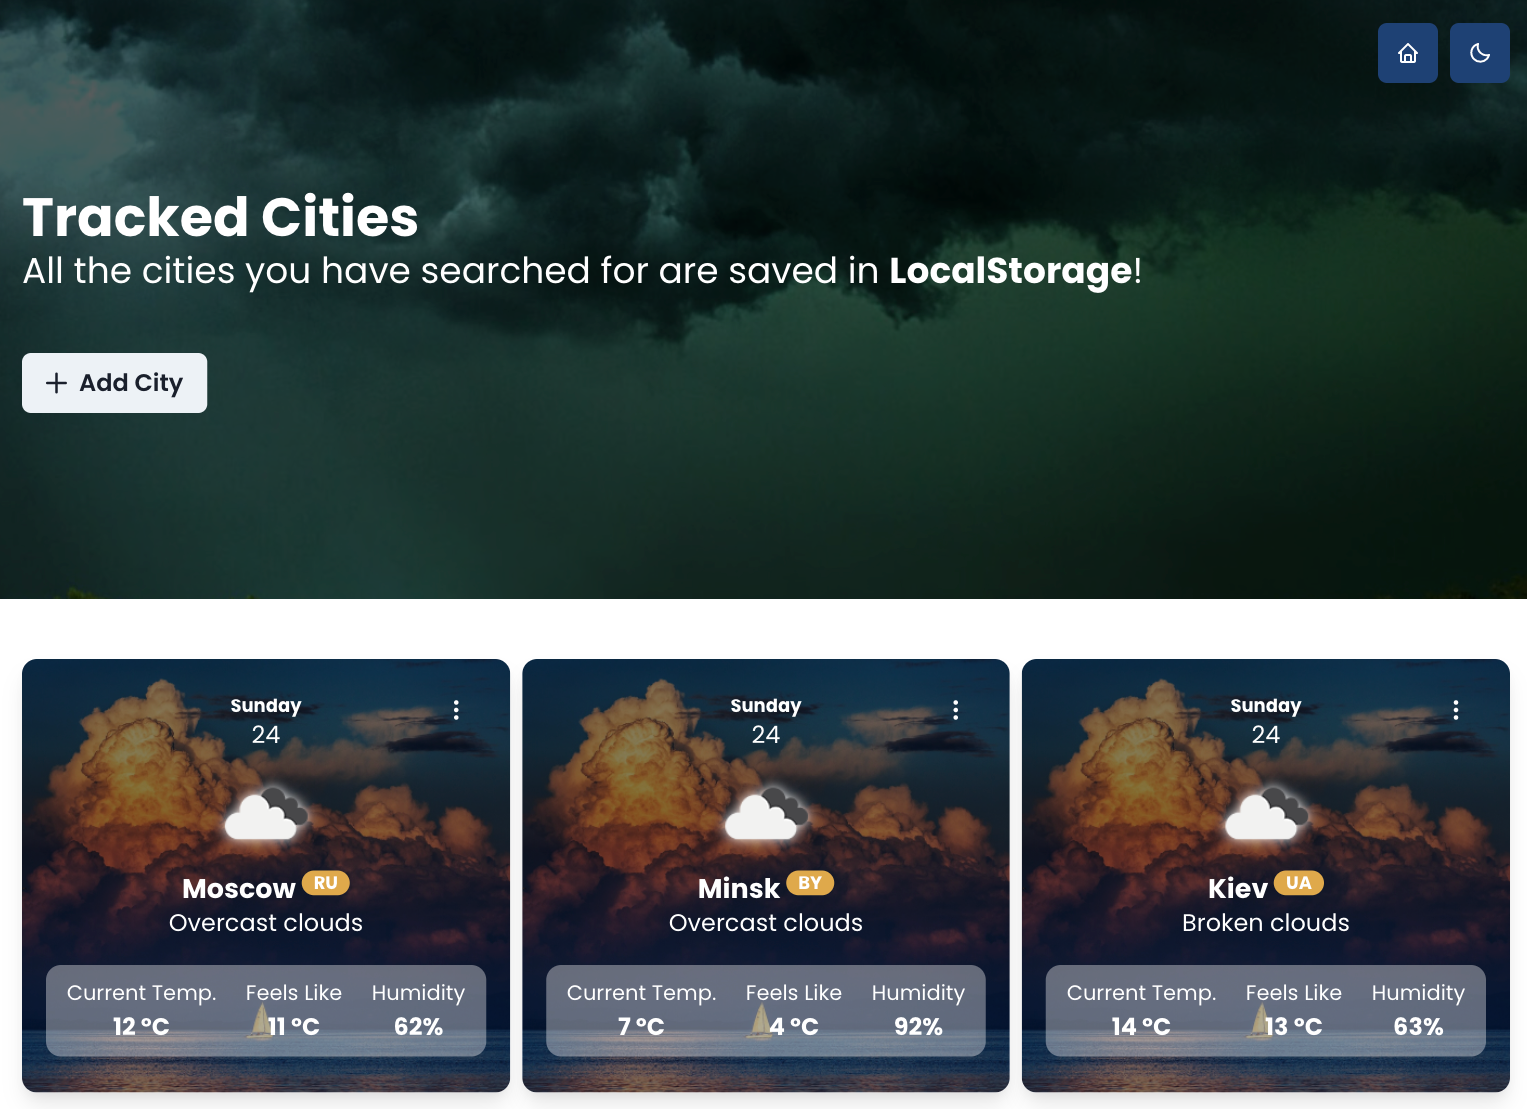 Tracked Cities
All the cities you have searched for are saved in LocalStorage!
Add City
Sunday
24
Moscow RU
Overcast clouds
Current Temp. Feels Like Humidity
12 °C 11 °C 62%
Sunday
24
Minsk BY
Overcast clouds
Current Temp. Feels Like Humidity
7 °C 4 °C 92%
Sunday
24
Kiev UA
Broken clouds
Current Temp. Feels Like Humidity
14 °C 13 °C 63%